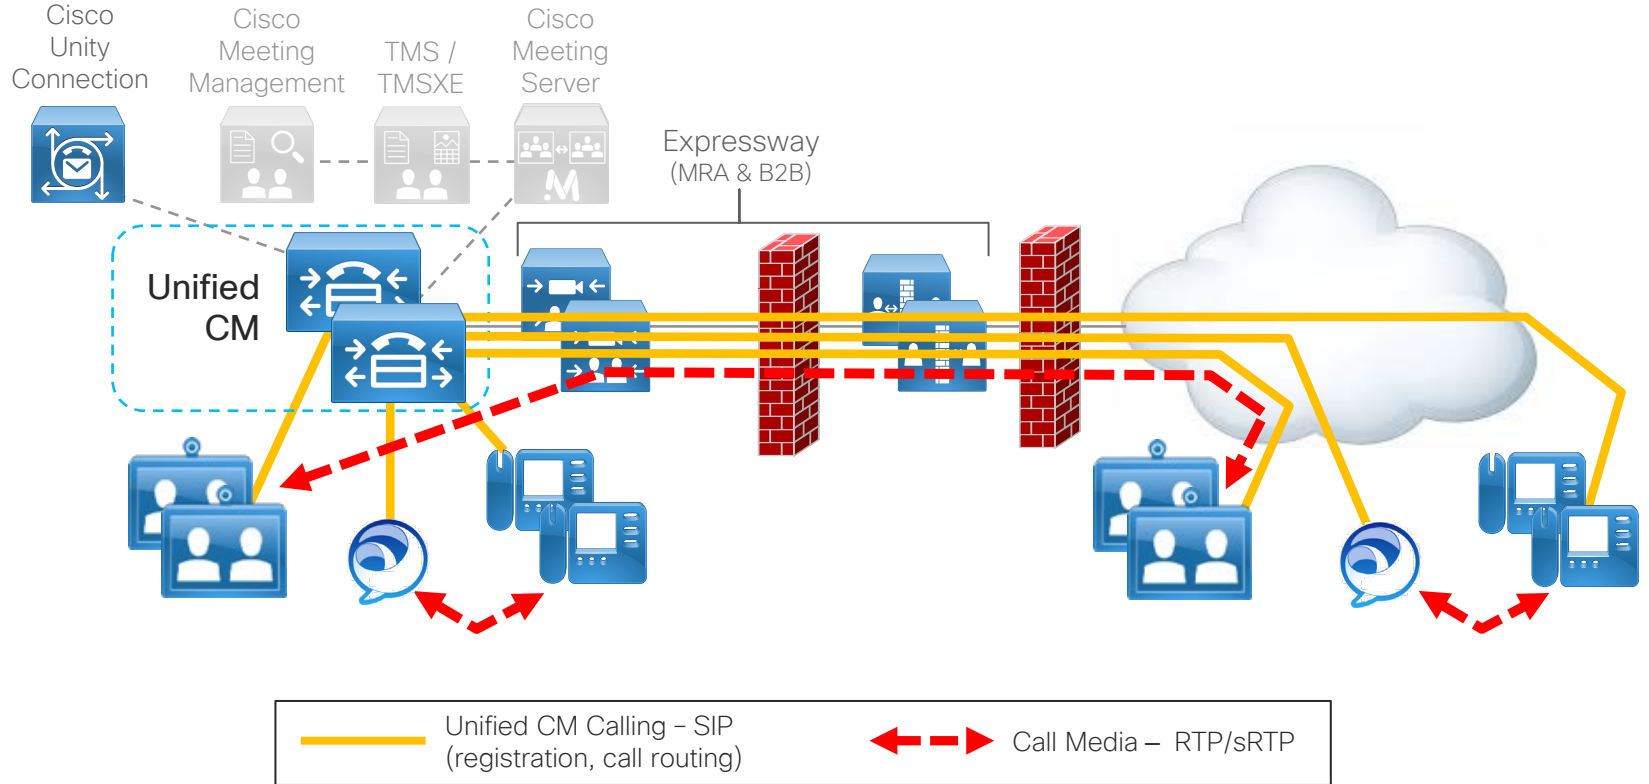 Cisco
Unity
Connection
Cisco
Meeting
Management
TMS /
TMSXE
Cisco
Meeting
Server
Expressway
(MRA & B2B)
Unified
CM
Unified CM Calling – SIP
(registration, call routing)
Call Media – RTP/sRTP